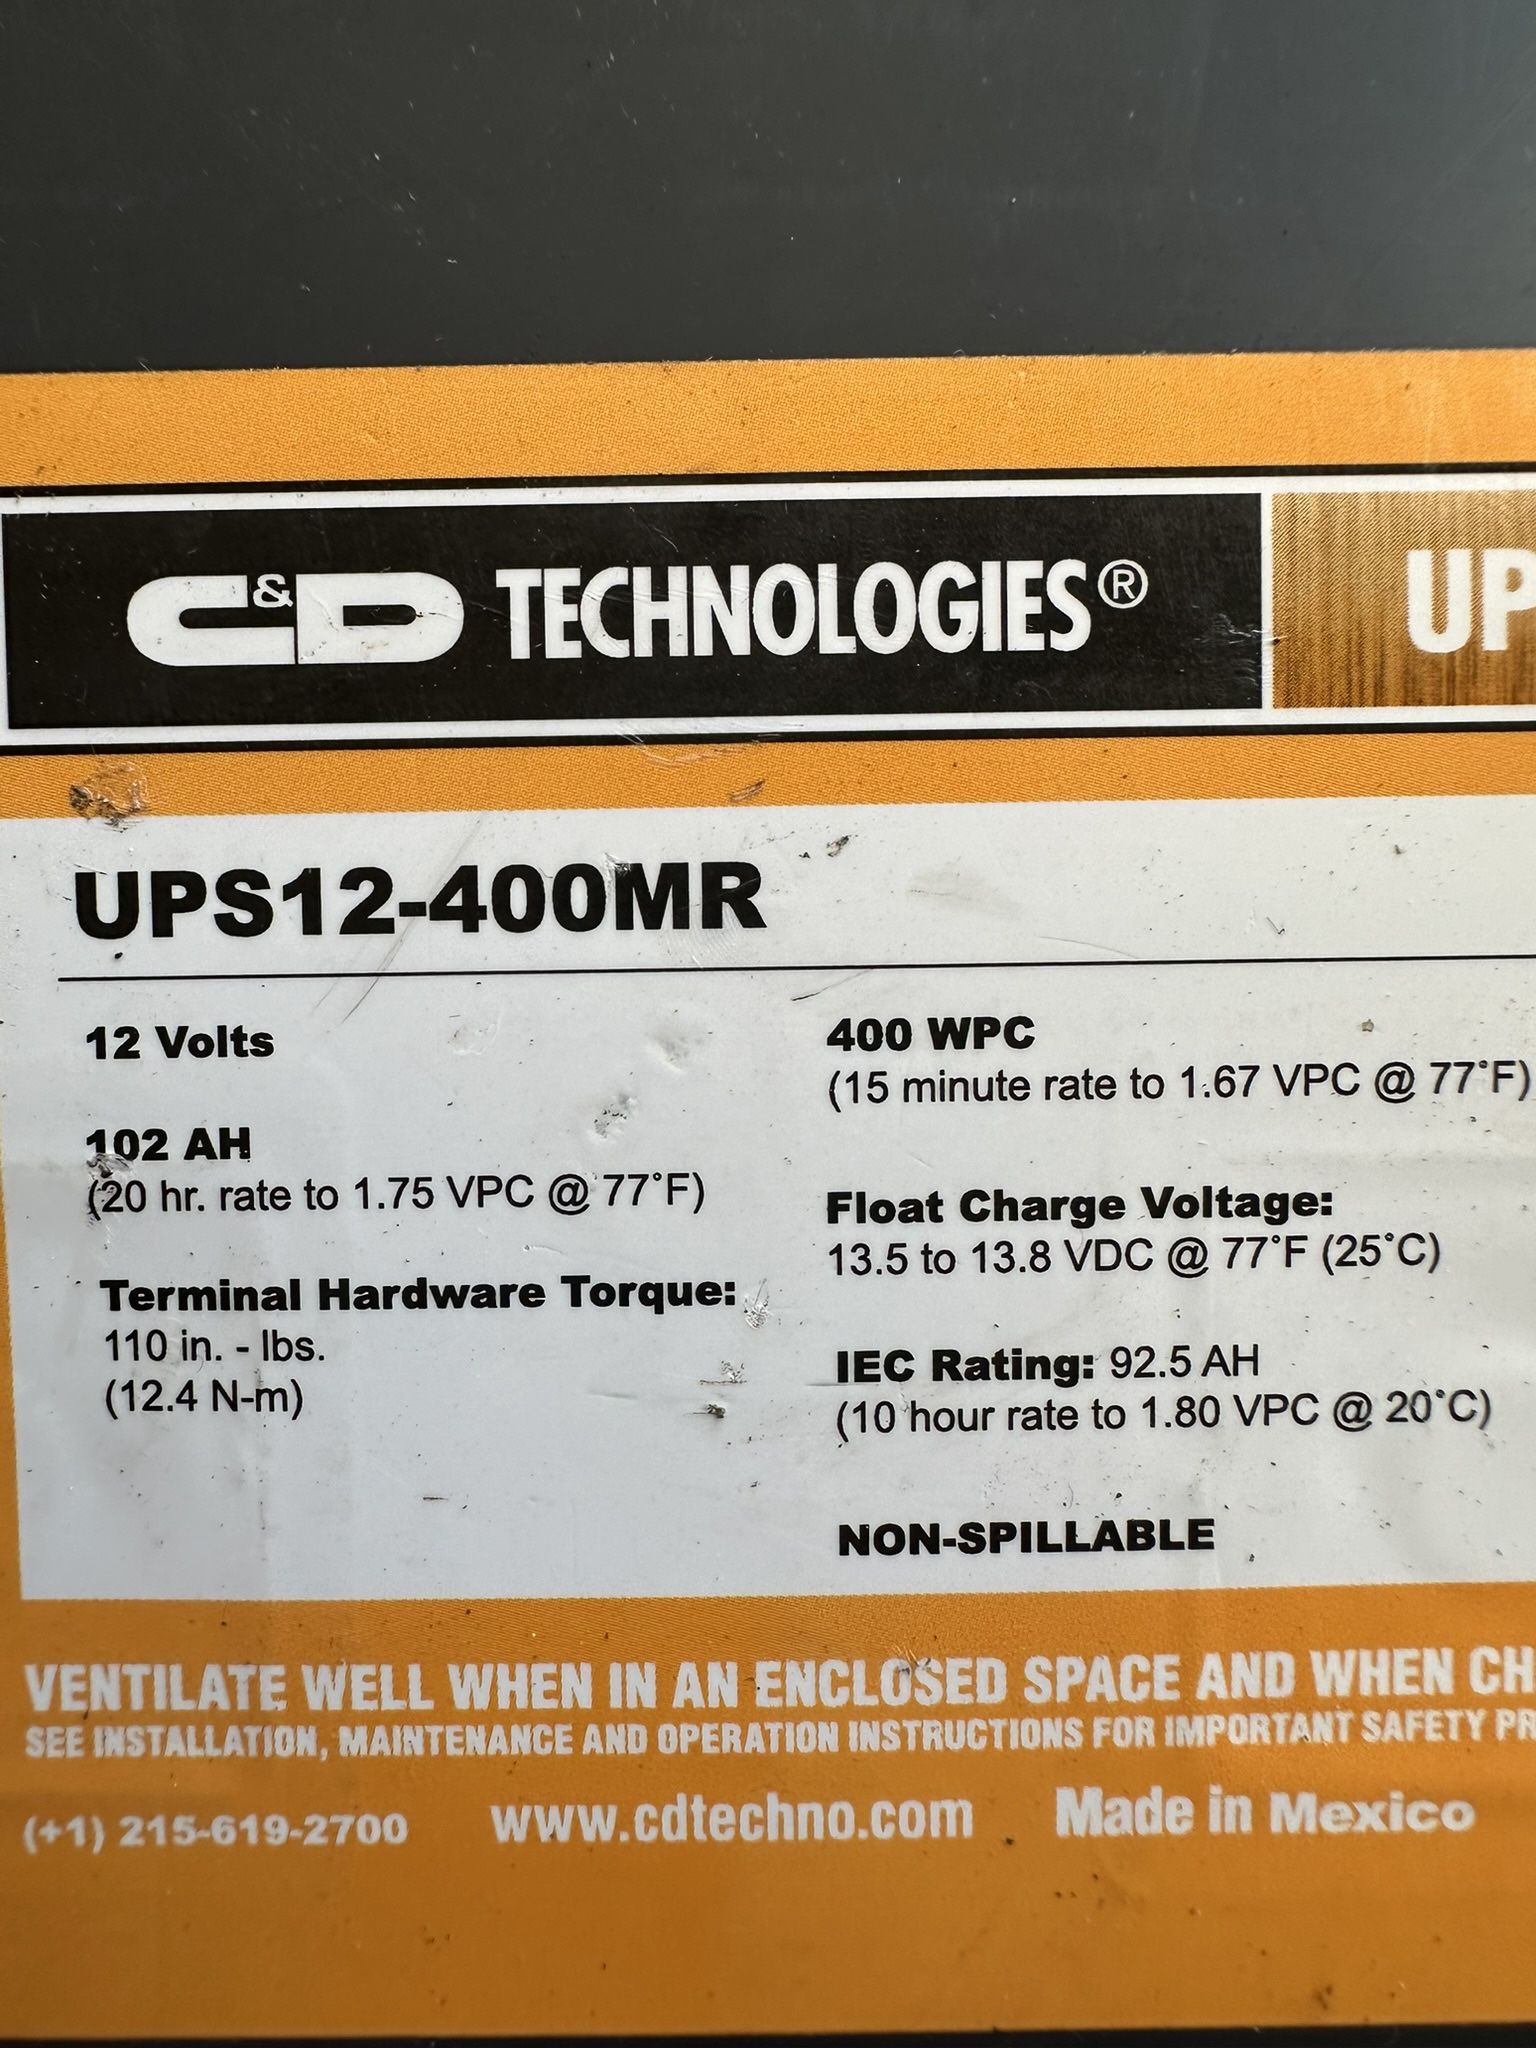 C&D TECHNOLOGIES®
UP
UPS12-400MR
12 Volts
102 AH
(20 hr. rate to 1.75 VPC @ 77°F)
Terminal Hardware Torque:
110 in. - lbs.
(12.4 N-m)
400 WPC
(15 minute rate to 1.67 VPC @ 77°F)
Float Charge Voltage:
13.5 to 13.8 VDC @ 77°F (25°C)
IEC Rating: 92.5 AH
(10 hour rate to 1.80 VPC @ 20°C)
NON-SPILLABLE
VENTILATE WELL WHEN IN AN ENCLOSED SPACE AND WHEN CH
SEE INSTALLATION, MAINTENANCE AND OPERATION INSTRUCTIONS FOR IMPORTANT SAFETY PR
(+1) 215-619-2700 www.cdtechno.com Made in Mexico